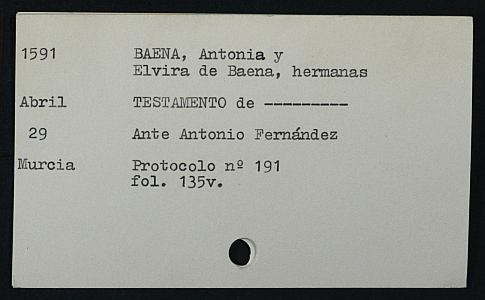 1591 BAENA, Antonia y
Elvira de Baena, hermanas
Abril TESTAMENTO de ---------
29 Ante Antonio Fernández
Murcia Protocolo nº 191
fol. 135v.